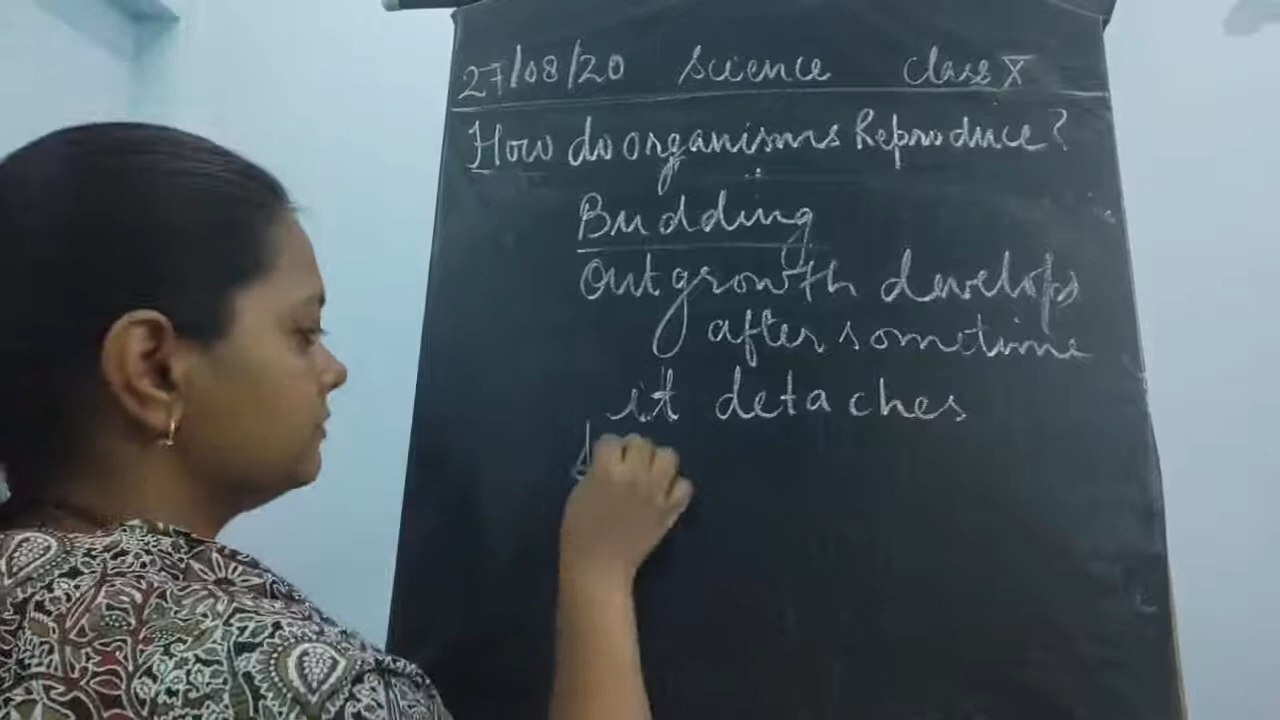 27/08/20 Science Class X
How do organisms Reproduce?
Budding
Outgrowth develops
after sometime
it detaches